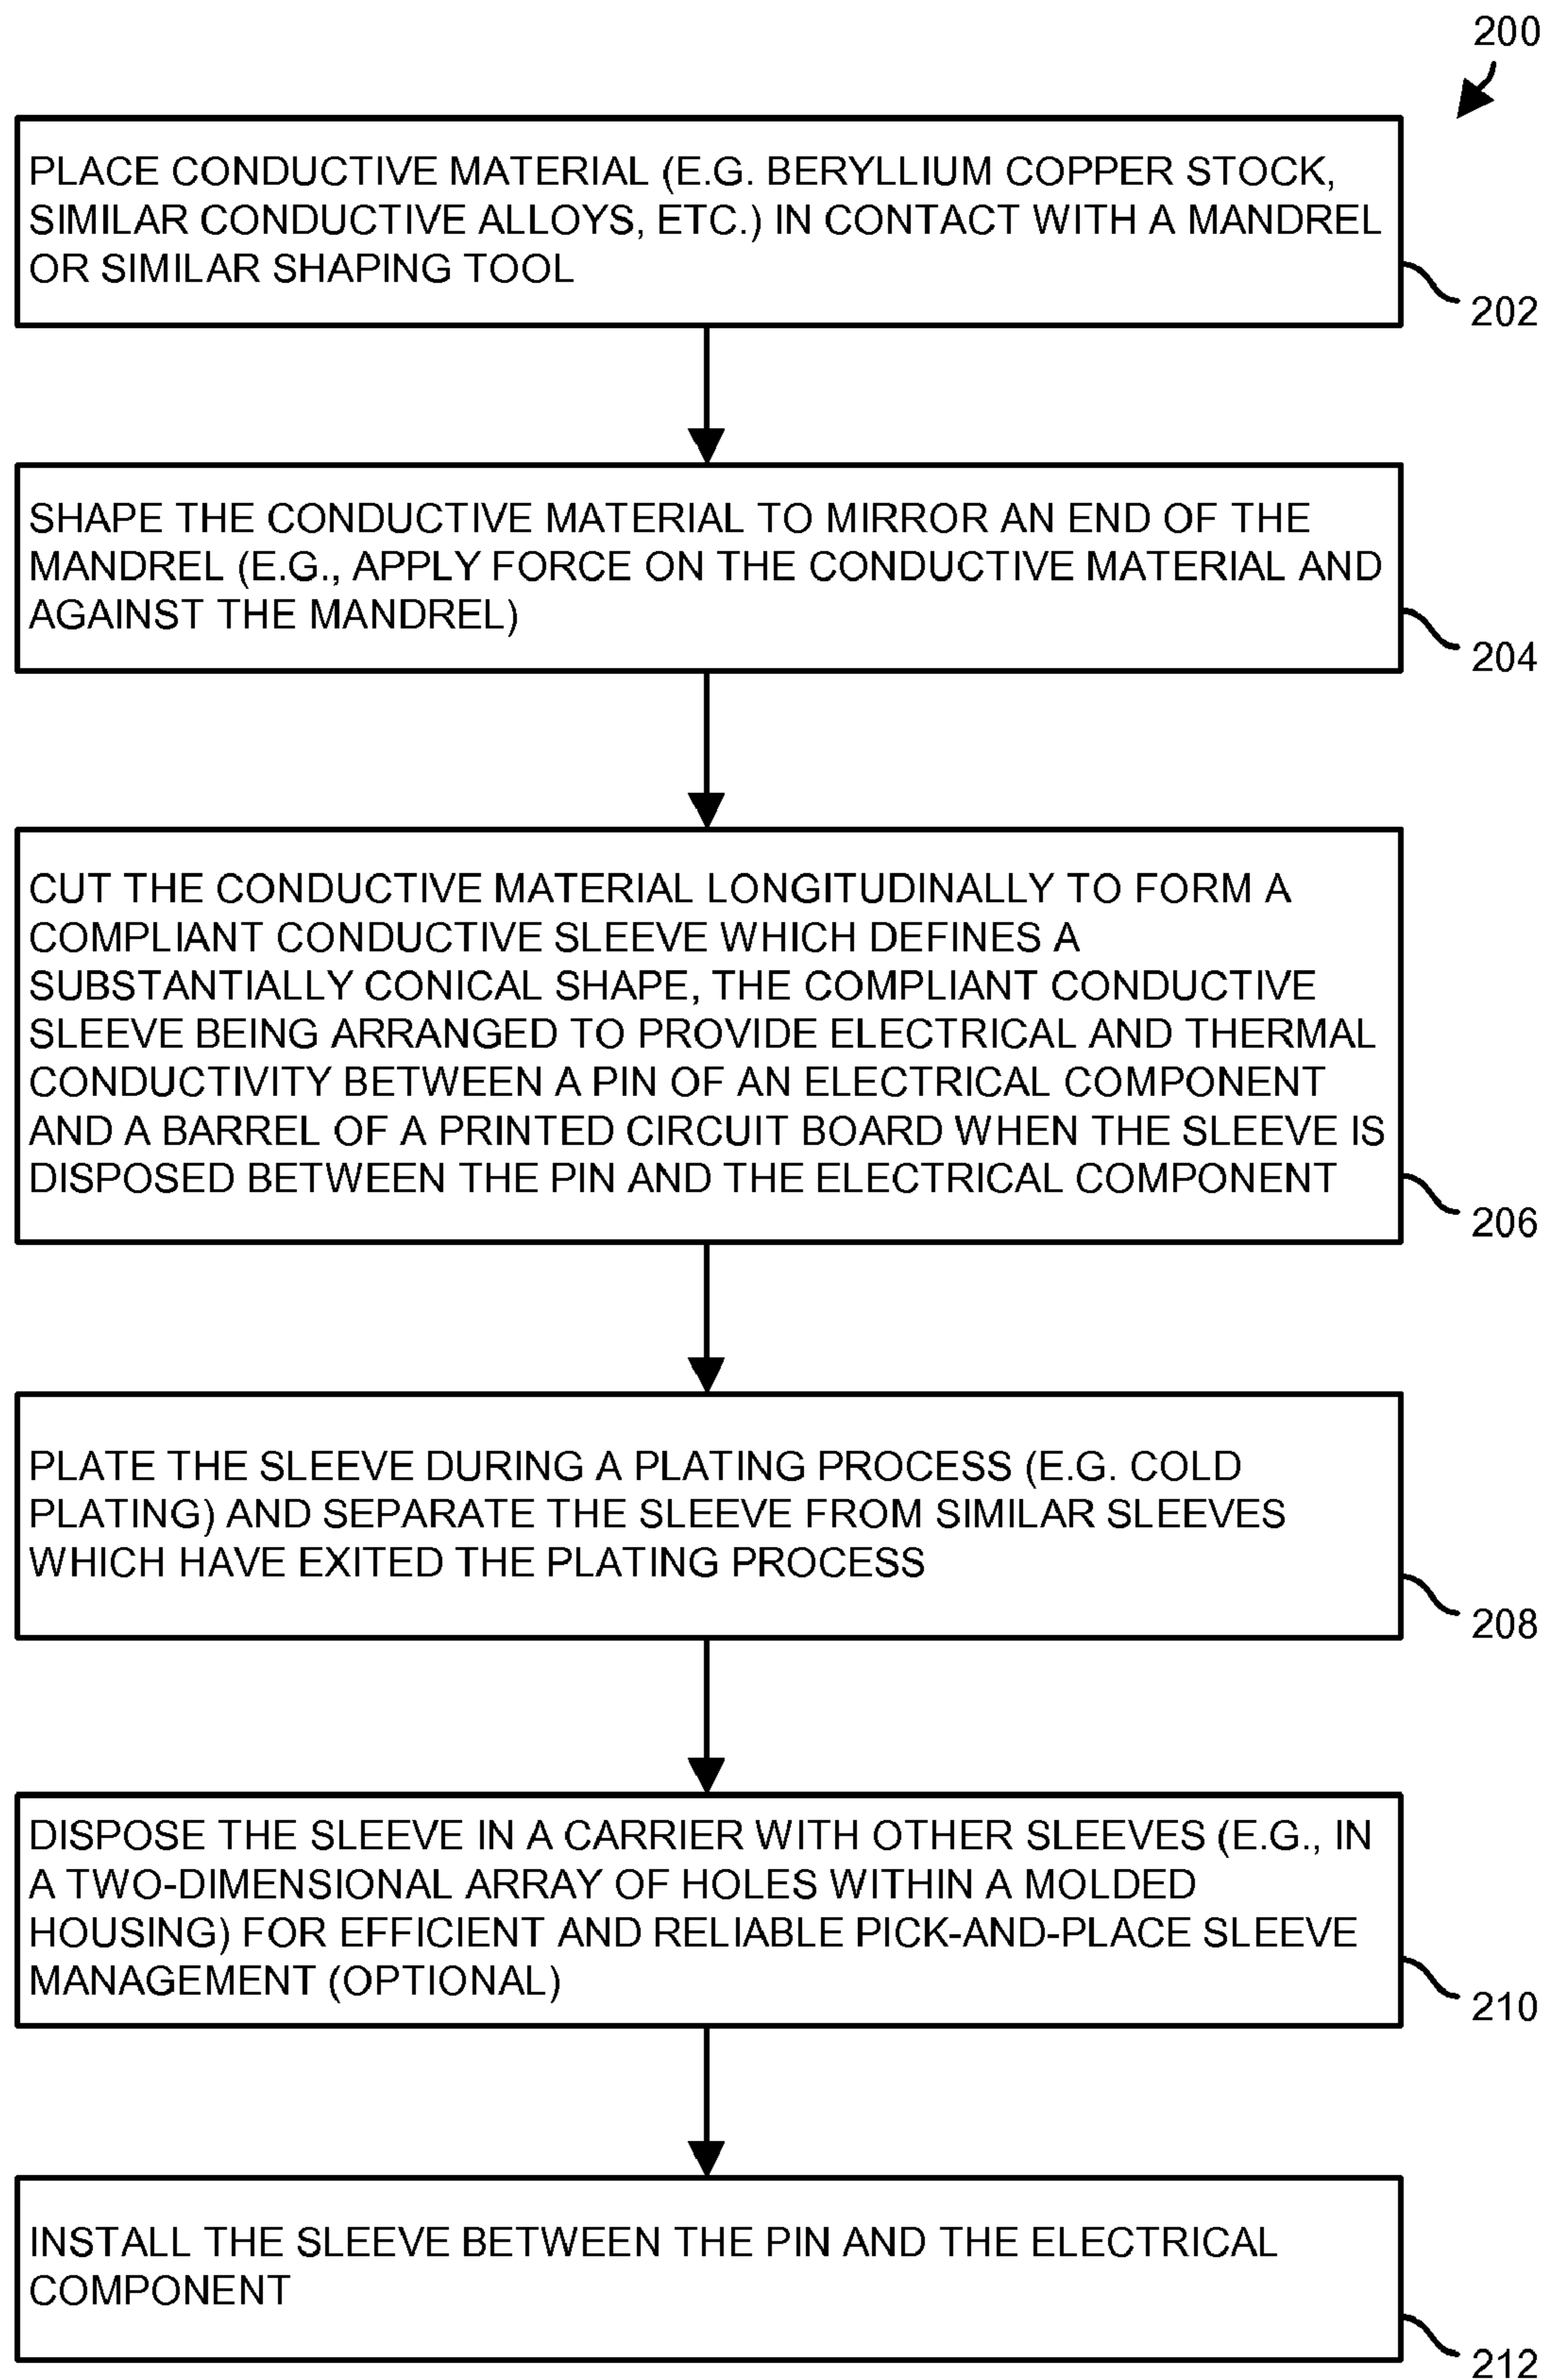 200
PLACE CONDUCTIVE MATERIAL (E.G. BERYLLIUM COPPER STOCK,
SIMILAR CONDUCTIVE ALLOYS, ETC.) IN CONTACT WITH A MANDREL
OR SIMILAR SHAPING TOOL
202
SHAPE THE CONDUCTIVE MATERIAL TO MIRROR AN END OF THE
MANDREL (E.G., APPLY FORCE ON THE CONDUCTIVE MATERIAL AND
AGAINST THE MANDREL)
204
CUT THE CONDUCTIVE MATERIAL LONGITUDINALLY TO FORM A
COMPLIANT CONDUCTIVE SLEEVE WHICH DEFINES A
SUBSTANTIALLY CONICAL SHAPE, THE COMPLIANT CONDUCTIVE
SLEEVE BEING ARRANGED TO PROVIDE ELECTRICAL AND THERMAL
CONDUCTIVITY BETWEEN A PIN OF AN ELECTRICAL COMPONENT
AND A BARREL OF A PRINTED CIRCUIT BOARD WHEN THE SLEEVE IS
DISPOSED BETWEEN THE PIN AND THE ELECTRICAL COMPONENT
206
PLATE THE SLEEVE DURING A PLATING PROCESS (E.G. COLD
PLATING) AND SEPARATE THE SLEEVE FROM SIMILAR SLEEVES
WHICH HAVE EXITED THE PLATING PROCESS
208
DISPOSE THE SLEEVE IN A CARRIER WITH OTHER SLEEVES (E.G., IN
A TWO-DIMENSIONAL ARRAY OF HOLES WITHIN A MOLDED
HOUSING) FOR EFFICIENT AND RELIABLE PICK-AND-PLACE SLEEVE
MANAGEMENT (OPTIONAL)
210
INSTALL THE SLEEVE BETWEEN THE PIN AND THE ELECTRICAL
COMPONENT
212